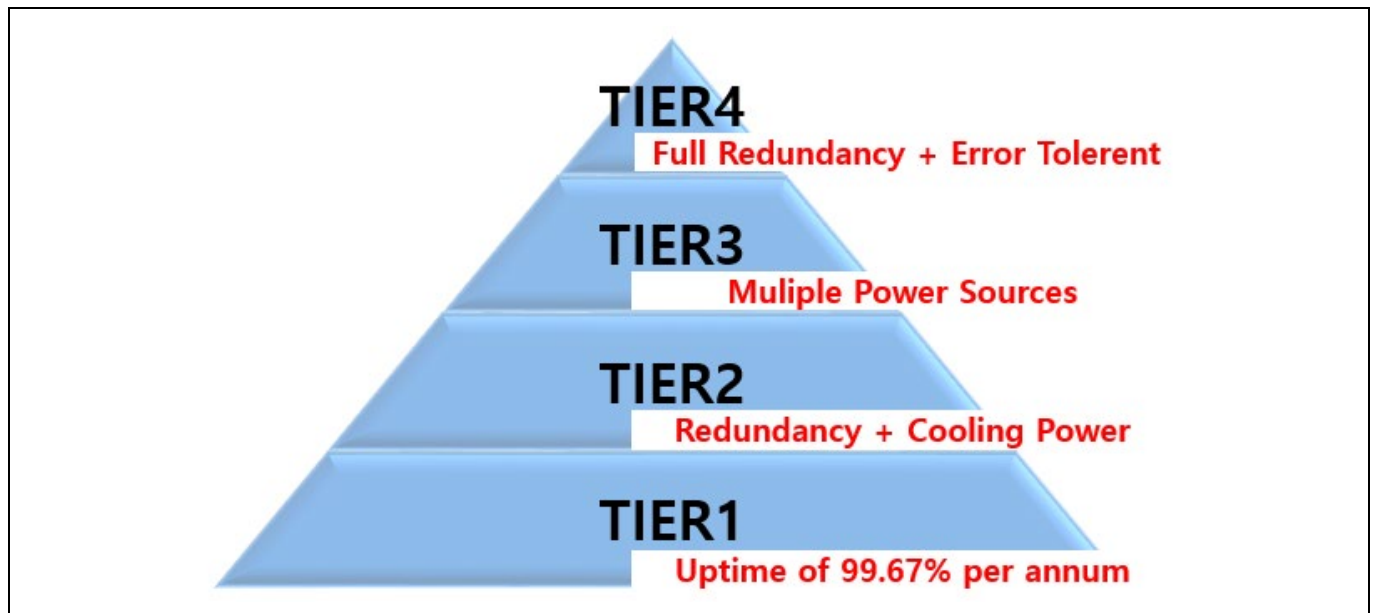 TIER4
Full Redundancy + Error Tolerent
TIER3
Muliple Power Sources
TIER2
Redundancy + Cooling Power
TIER1
Uptime of 99.67% per annum